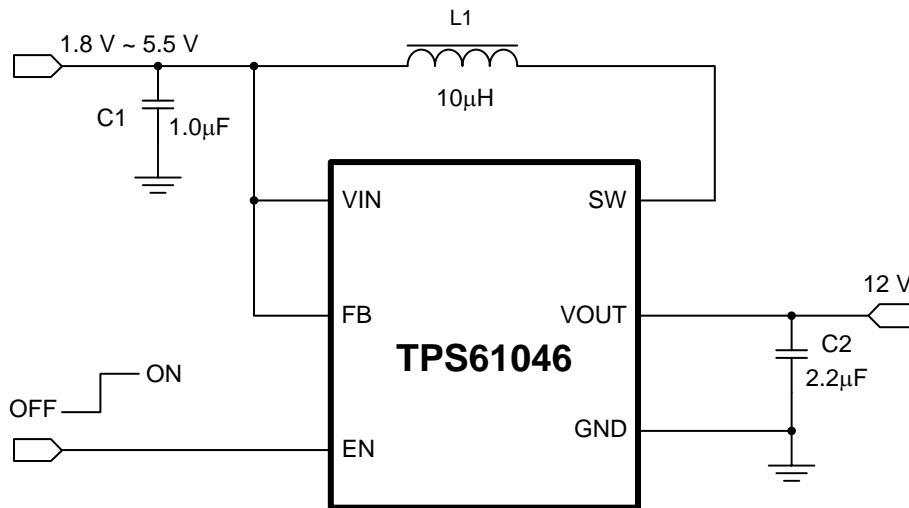 L1
1.8 V ~ 5.5 V
10μH
C1
1.0μF
VIN
SW
12 V
FB
VOUT
TPS61046
C2
2.2μF
ON
OFF
GND
EN